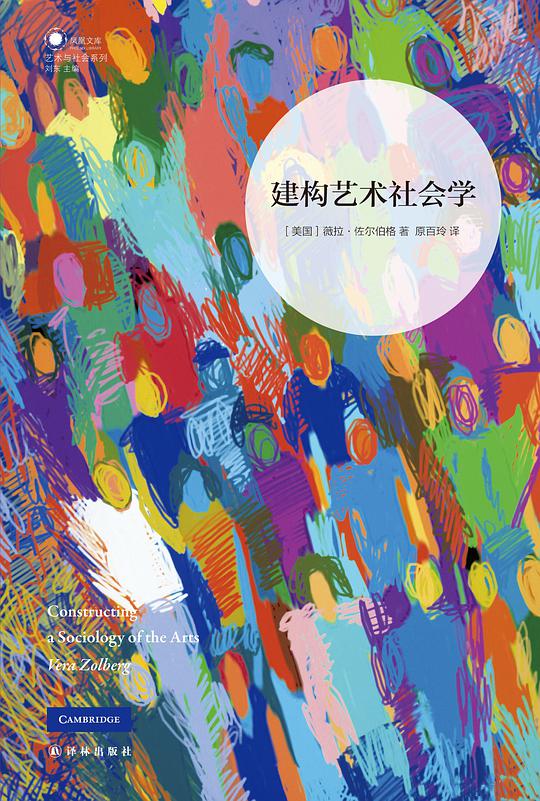 凤凰文库
PHOENIX LIBRARY
艺术与社会系列
刘东 主编
建构艺术社会学
[ 美国 ] 薇拉·佐尔伯格 著 原百玲 译
Constructing
a Sociology of the Arts
Vera Zolberg
CAMBRIDGE
译林出版社